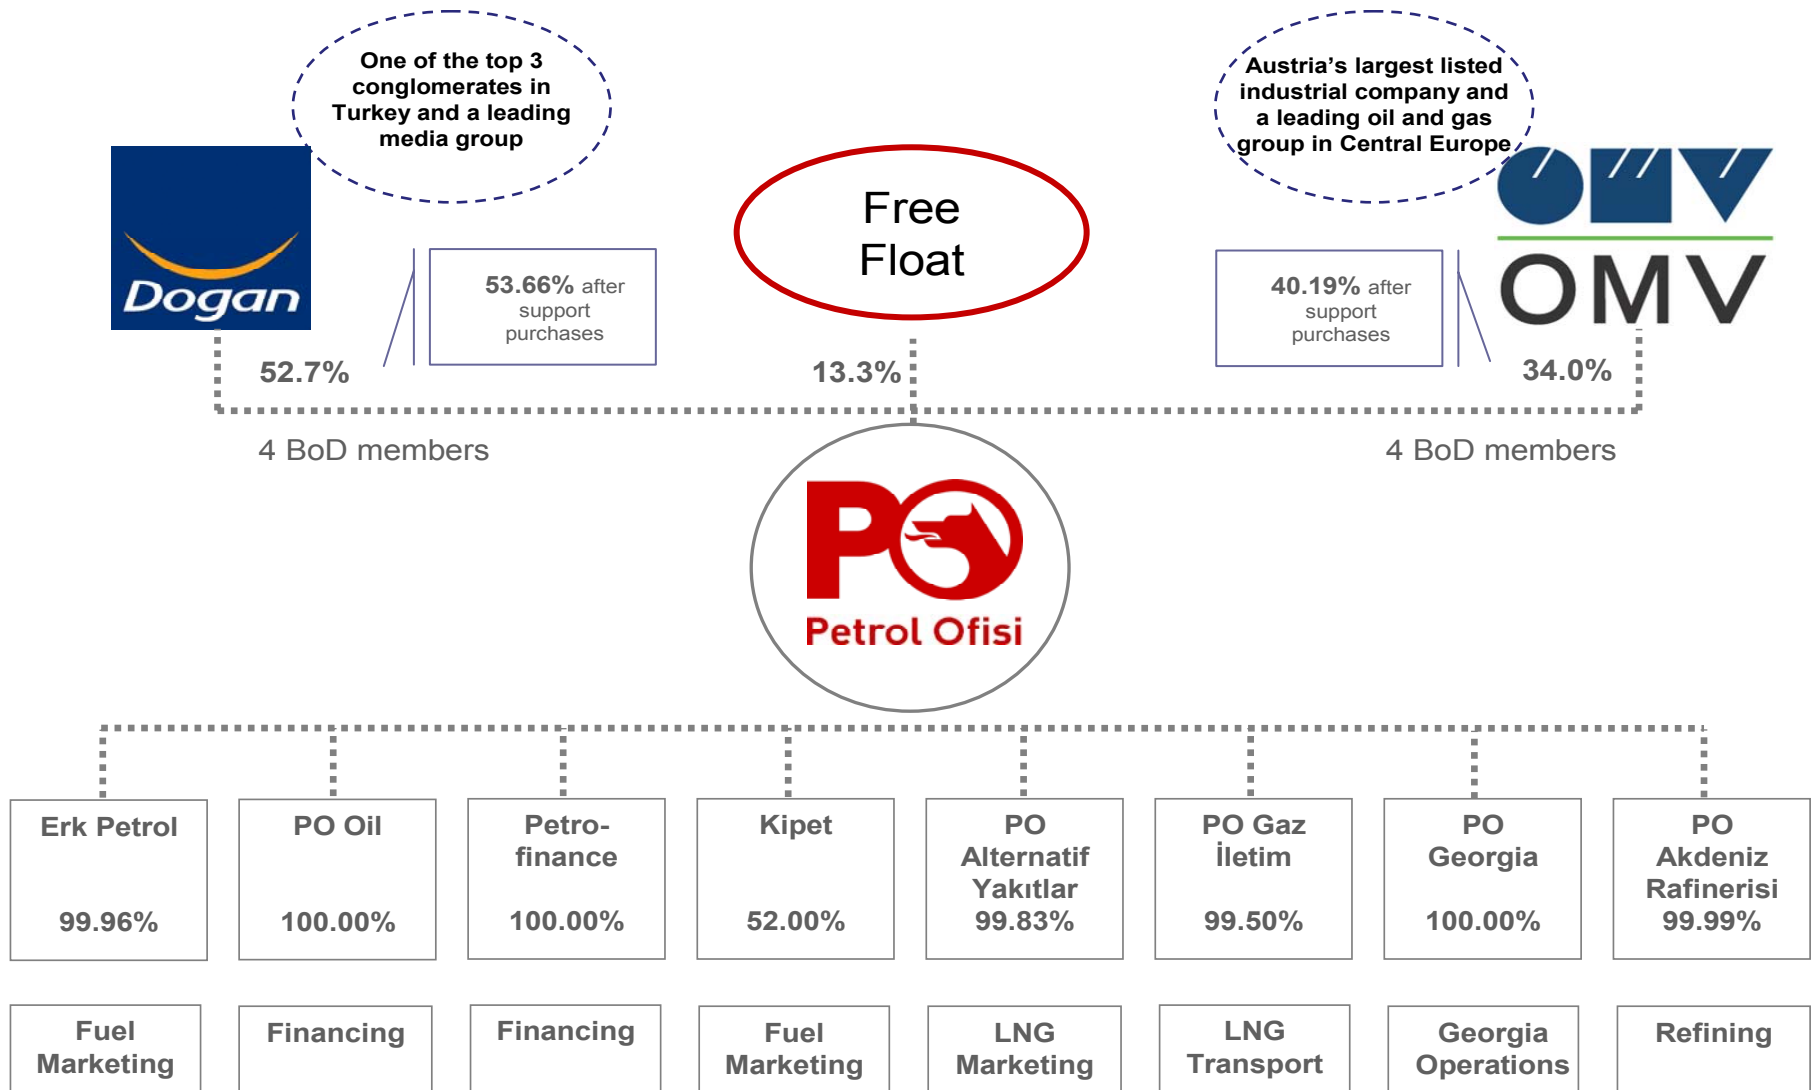 One of the top 3
conglomerates in
Turkey and a leading
media group
Austria's largest listed
industrial company and
a leading oil and gas
group in Central Europe
Dogan
Free
Float
OMV
OMV
53.66% after
support
purchases
40.19% after
support
purchases
52.7%
13.3%
34.0%
4 BoD members
4 BoD members
PO
Petrol Ofisi
Erk Petrol
99.96%
PO Oil
100.00%
Petro-
finance
100.00%
Kipet
52.00%
PO
Alternatif
Yakıtlar
99.83%
PO Gaz
İletim
99.50%
PO
Georgia
100.00%
PO
Akdeniz
Rafinerisi
99.99%
Fuel
Marketing
Financing
Financing
Fuel
Marketing
LNG
Marketing
LNG
Transport
Georgia
Operations
Refining